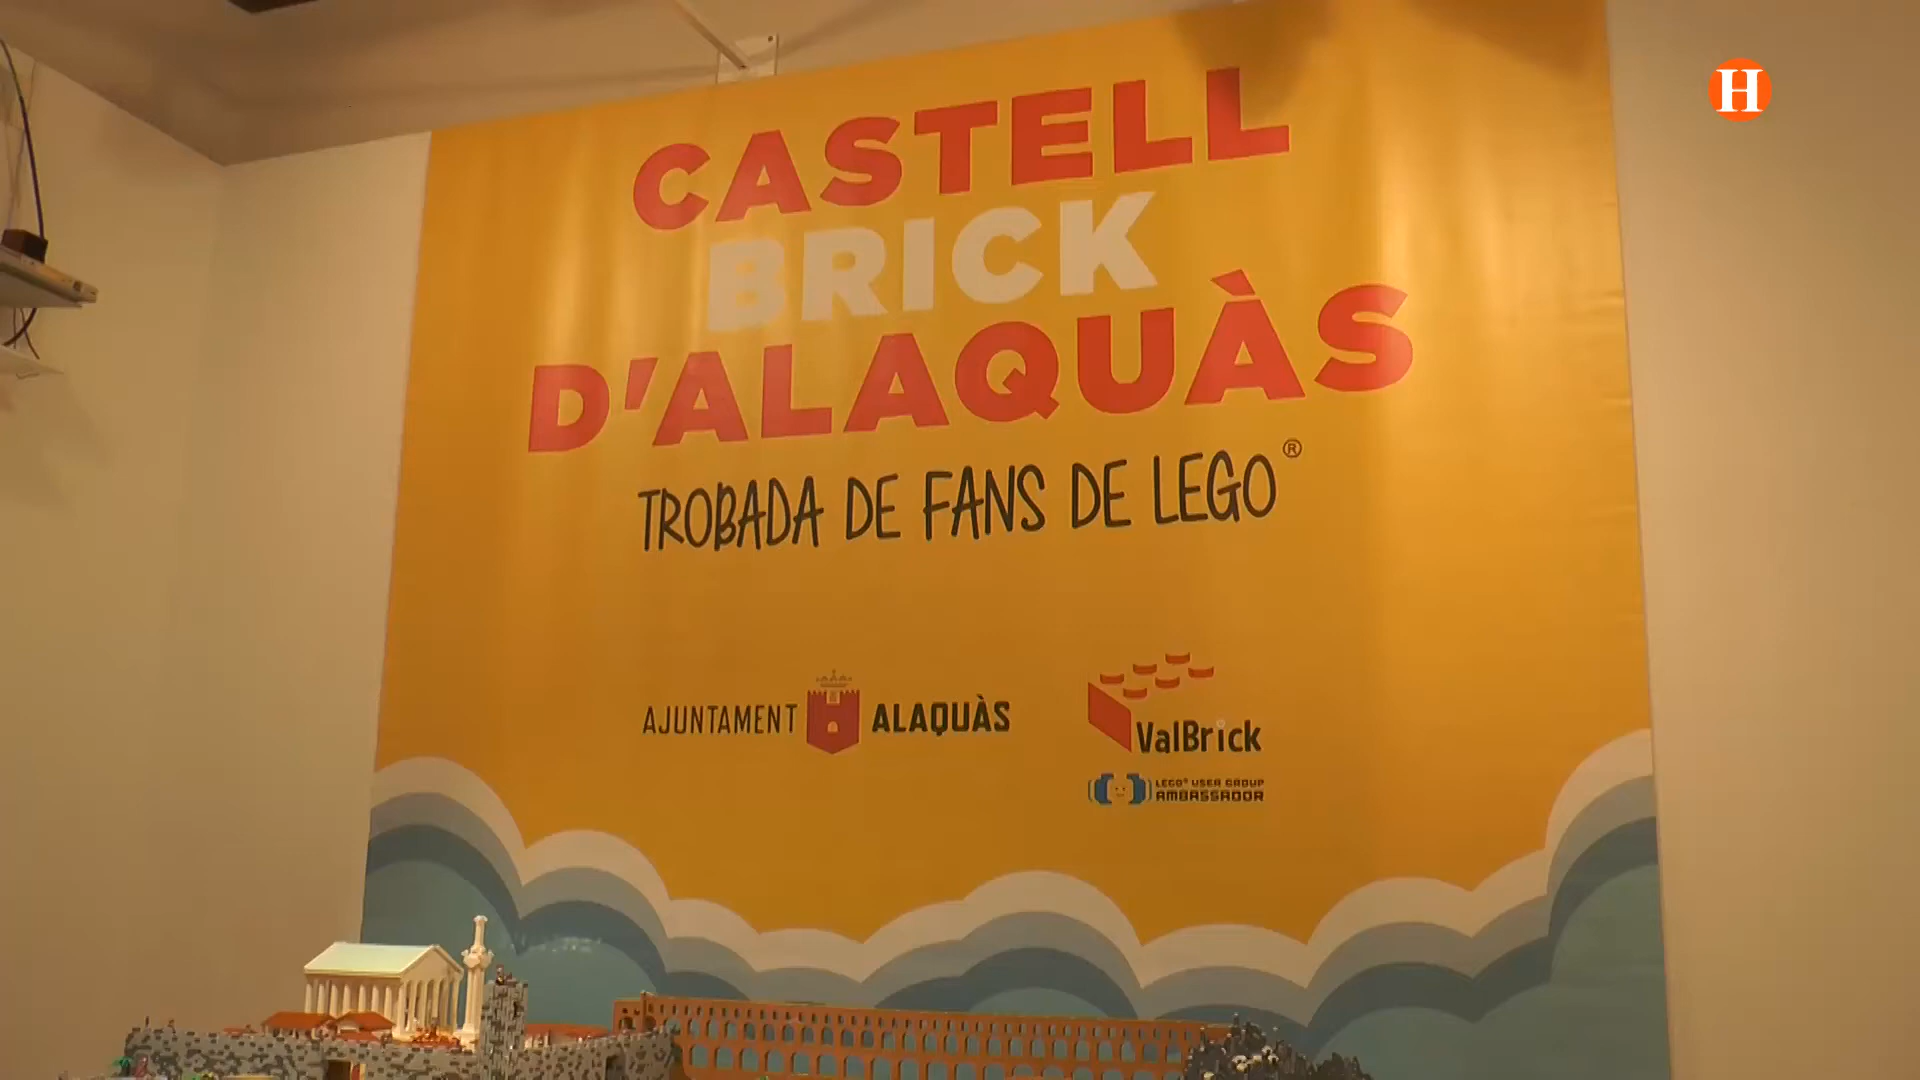 H
CASTELL
BRICK
D'ALAQUÀS
TROBADA DE FANS DE LEGO®
AJUNTAMENT ALAQUÀS
ValBrick
LEGO® USER GROUP
AMBASSADOR